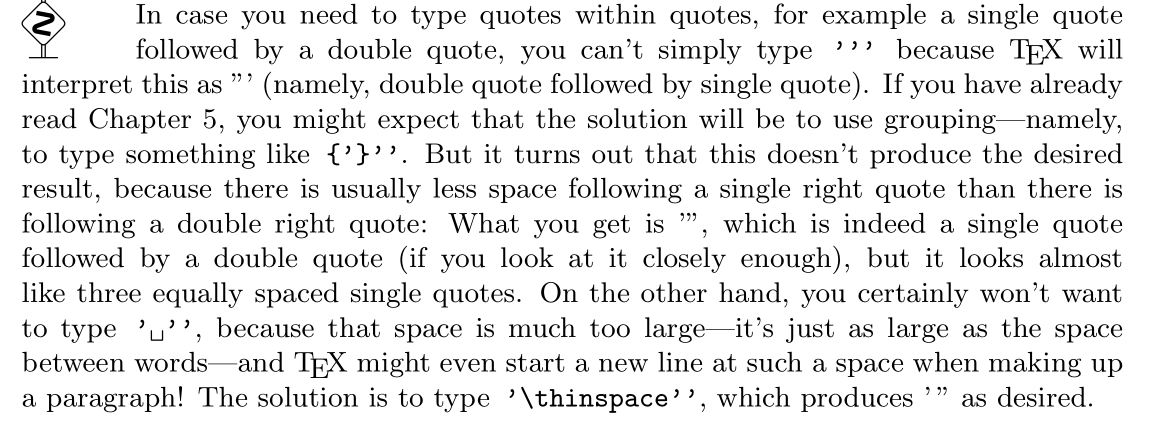 In case you need to type quotes within quotes, for example a single quote
followed by a double quote, you can’t simply type ’’’ because TEX will
interpret this as ”’ (namely, double quote followed by single quote). If you have already
read Chapter 5, you might expect that the solution will be to use grouping—namely,
to type something like {’}’’. But it turns out that this doesn’t produce the desired
result, because there is usually less space following a single right quote than there is
following a double right quote: What you get is ’”, which is indeed a single quote
followed by a double quote (if you look at it closely enough), but it looks almost
like three equally spaced single quotes. On the other hand, you certainly won’t want
to type ’␣’’, because that space is much too large—it’s just as large as the space
between words—and TEX might even start a new line at such a space when making up
a paragraph! The solution is to type ’\thinspace’’, which produces ’ ” as desired.